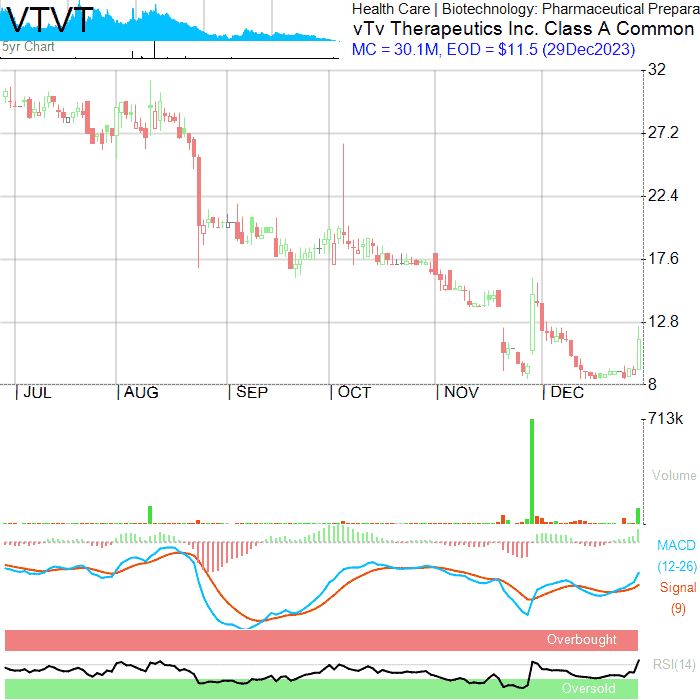 VTVT
5yr Chart
Health Care | Biotechnology: Pharmaceutical Prepara
vTv Therapeutics Inc. Class A Common
MC = 30.1M, EOD = $11.5 (29Dec2023)
32
27.2
22.4
17.6
12.8
8
JUL AUG SEP OCT NOV DEC
713k
Volume
MACD
(12-26)
Signal
(9)
Overbought
RSI(14)
Oversold